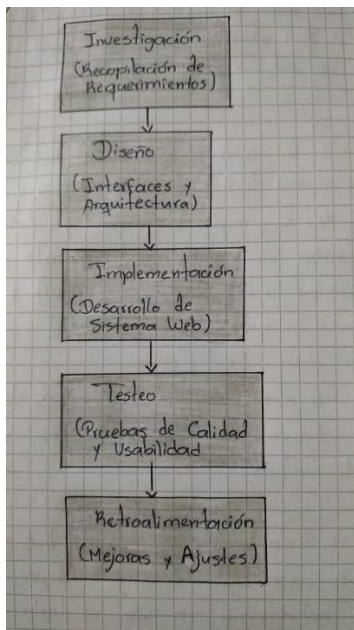 Investigación
(Recopilación de
Requerimientos)
Diseño
(Interfaces y
Arquitectura)
Implementación
(Desarrollo de
Sistema Web)
Testeo
(Pruebas de Calidad
y Usabilidad
Retroalimentación
(Mejoras y Ajustes)